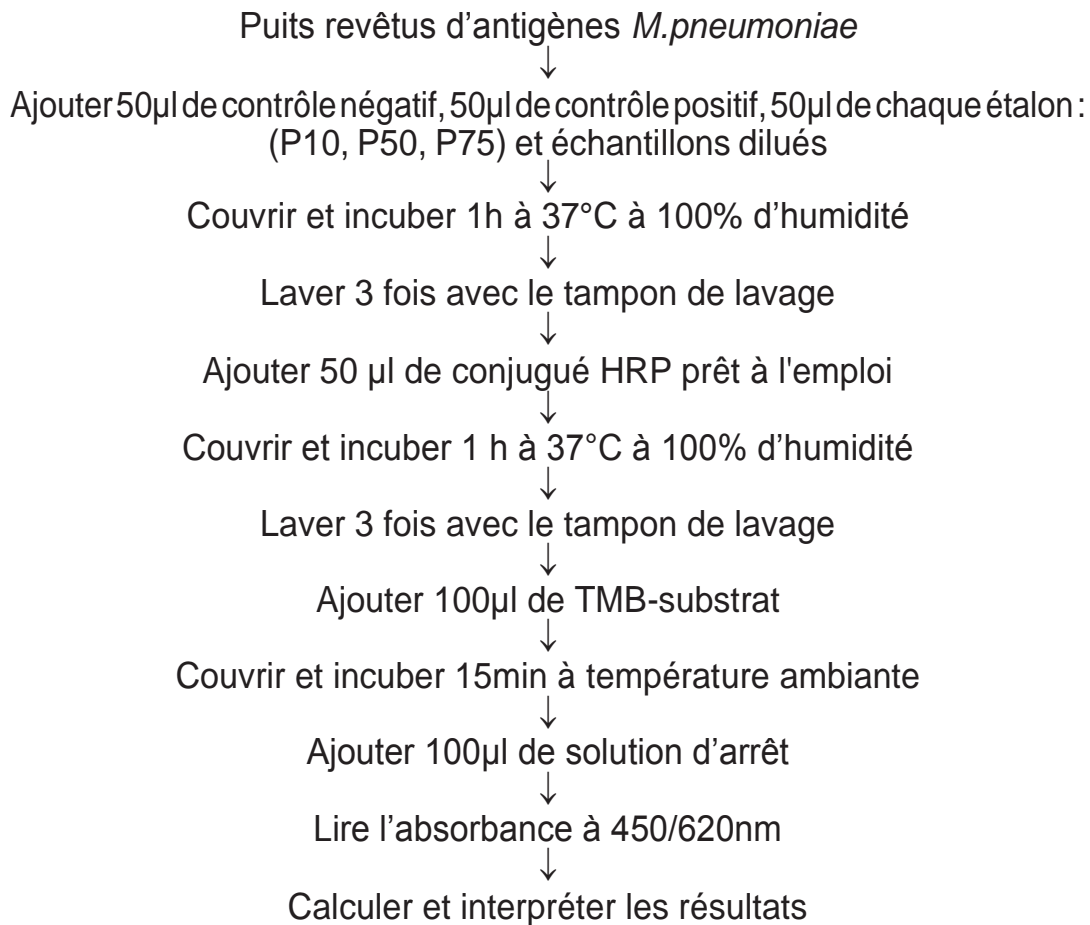 Puits revêtus d’antigènes M.pneumoniae
↓
Ajouter 50µl de contrôle négatif, 50µl de contrôle positif, 50µl de chaque étalon :
(P10, P50, P75) et échantillons dilués
↓
Couvrir et incuber 1h à 37°C à 100% d’humidité
↓
Laver 3 fois avec le tampon de lavage
↓
Ajouter 50 µl de conjugué HRP prêt à l'emploi
↓
Couvrir et incuber 1 h à 37°C à 100% d’humidité
↓
Laver 3 fois avec le tampon de lavage
↓
Ajouter 100µl de TMB-substrat
↓
Couvrir et incuber 15min à température ambiante
↓
Ajouter 100µl de solution d’arrêt
↓
Lire l’absorbance à 450/620nm
↓
Calculer et interpréter les résultats